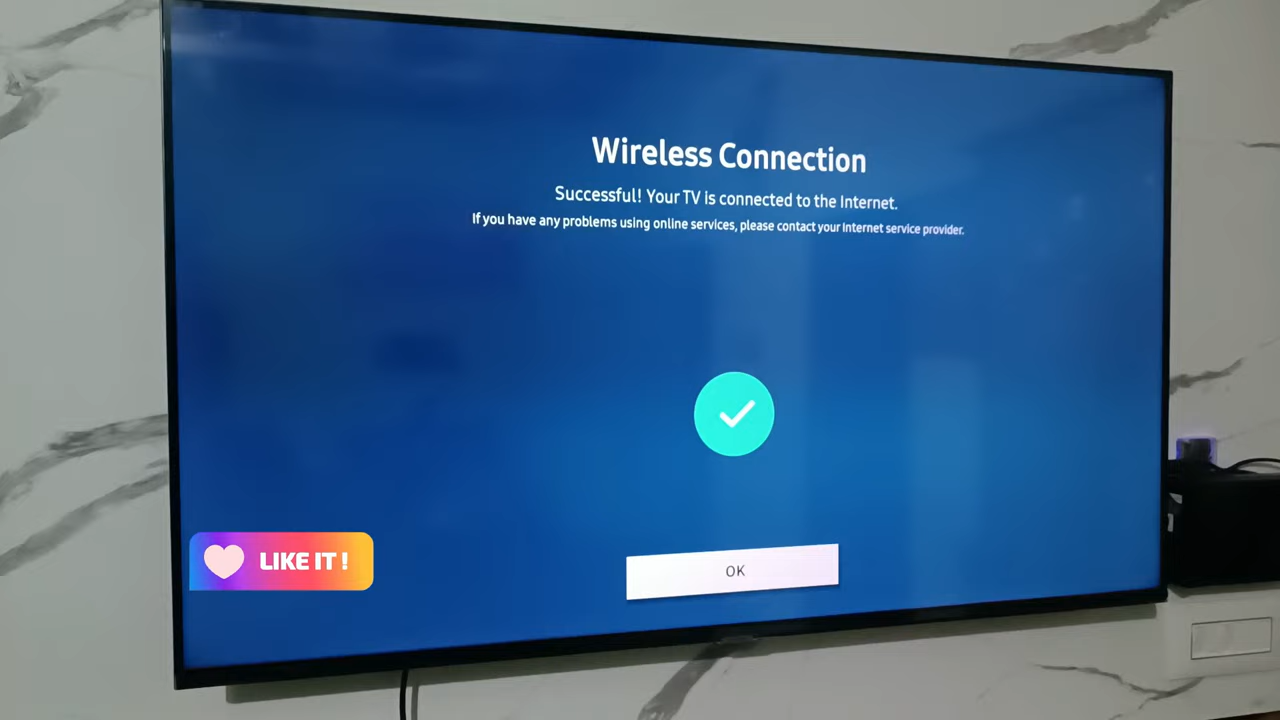 Wireless Connection
Successful! Your TV is connected to the Internet.
If you have any problems using online services, please contact your Internet service provider.
LIKE IT !
OK